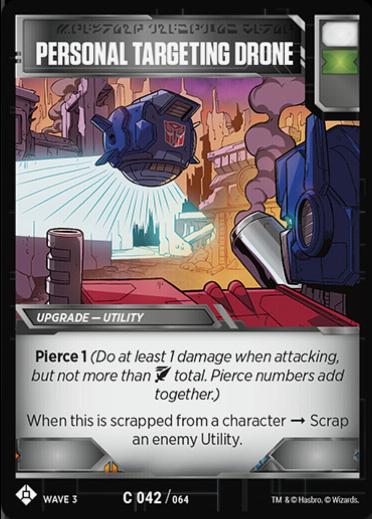 PERSONAL TARGETING DRONE
UPGRADE — UTILITY
Pierce 1 (Do at least 1 damage when attacking,
but not more than total. Pierce numbers add
together.)
When this is scrapped from a character → Scrap
an enemy Utility.
WAVE 3
C 042/064
TM & © Hasbro. © Wizards.